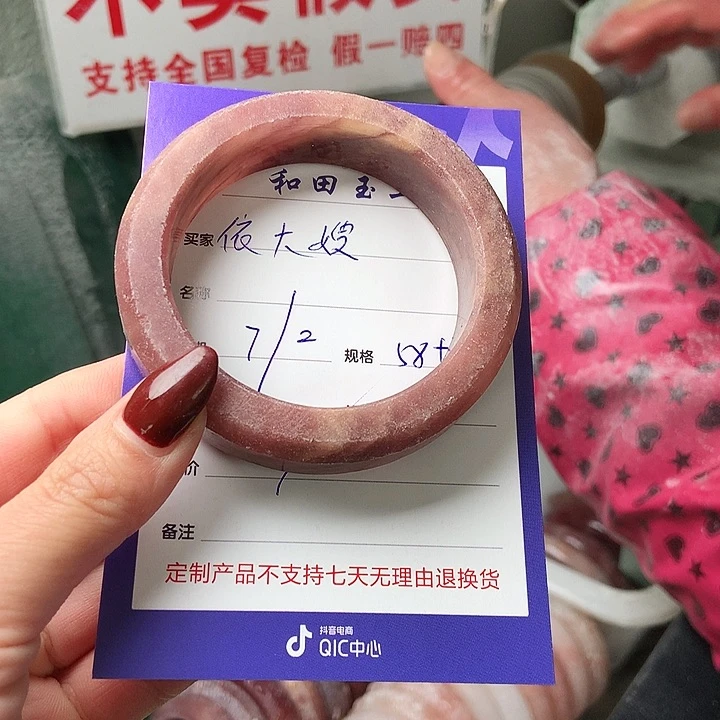 支持全国复检 假一赔四
和田玉
买家 依大嫂
名称
7/2 规格 58+
价
备注
定制产品不支持七天无理由退换货
抖音电商
QIC中心